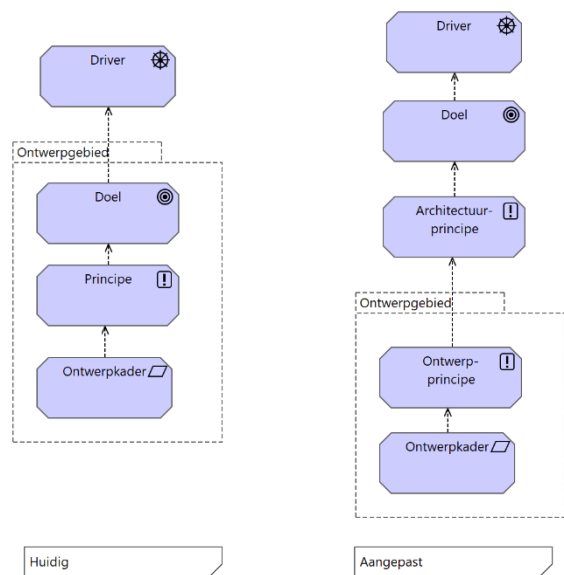 Driver
Ontwerpgebied
Doel
Principe
Ontwerpkader
Huidig
Driver
Doel
Architectuur-
principe
Ontwerpgebied
Ontwerp-
principe
Ontwerpkader
Aangepast